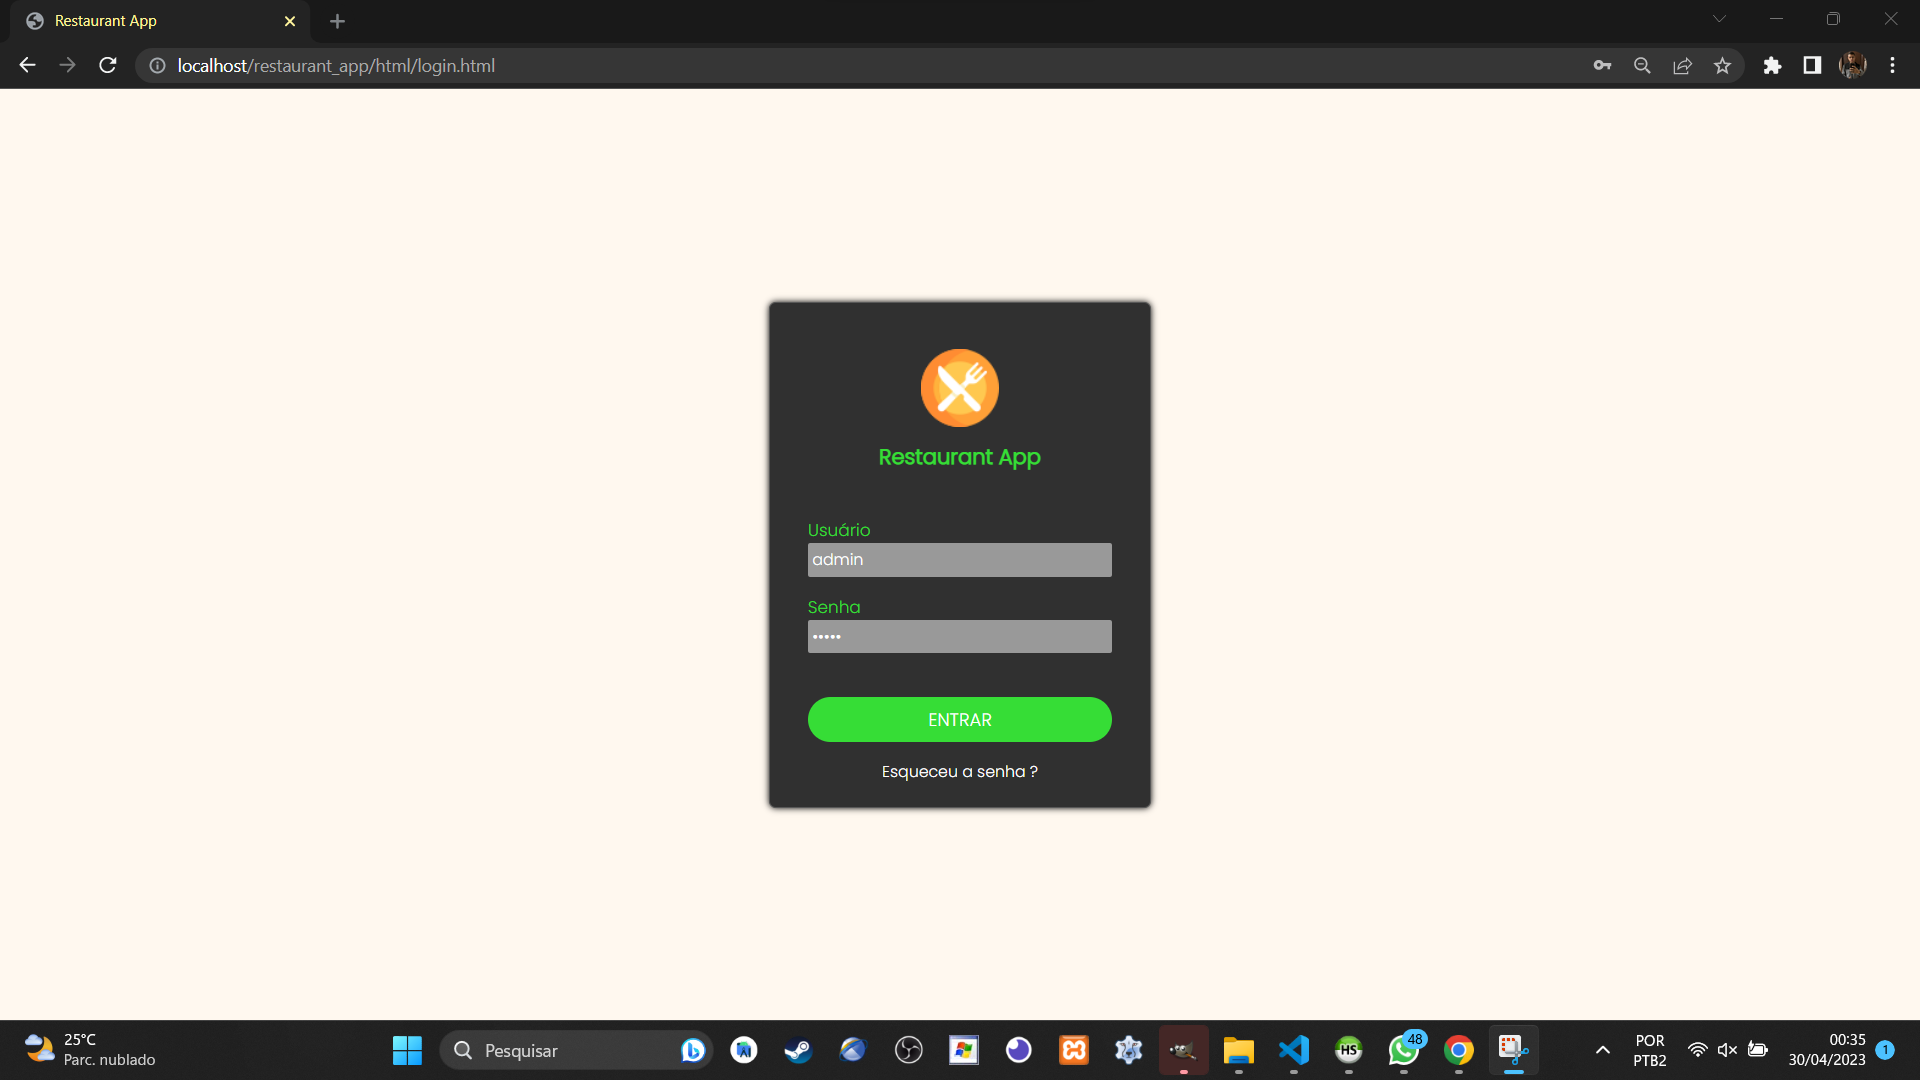 Restaurant App
localhost/restaurant_app/html/login.html
Restaurant App
Usuário
admin
Senha
•••••
ENTRAR
Esqueceu a senha ?
25°C
Parc. nublado
Pesquisar
HS
48
POR
PTB2
00:35
30/04/2023
1